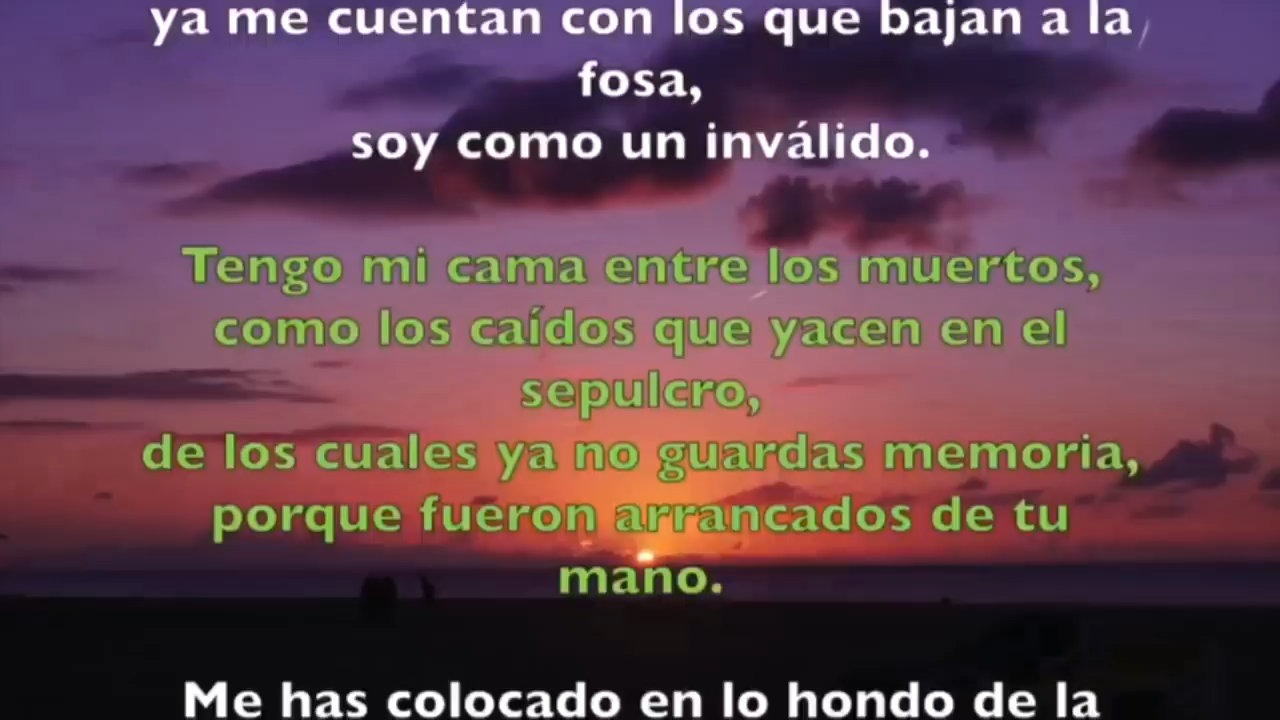 ya me cuentan con los que bajan a la
fosa,
soy como un inválido.
Tengo mi cama entre los muertos,
como los caídos que yacen en el
sepulcro,
de los cuales ya no guardas memoria,
porque fueron arrancados de tu
mano.
Me has colocado en lo hondo de la